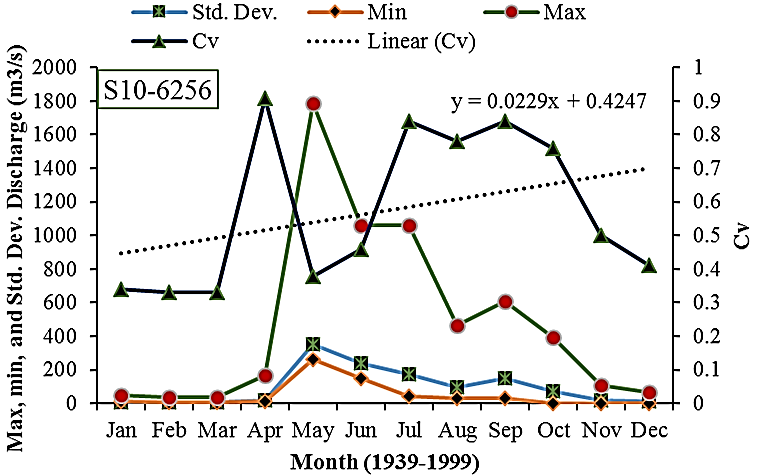 Std. Dev. Min Max
Cv Linear (Cv)
S10-6256
y = 0.0229x + 0.4247
Max, min, and Std. Dev. Discharge (m3/s)
2000
1800
1600
1400
1200
1000
800
600
400
200
0
1
0.9
0.8
0.7
0.6
0.5
0.4
0.3
0.2
0.1
0
Cv
Jan Feb Mar Apr May Jun Jul Aug Sep Oct Nov Dec
Month (1939-1999)